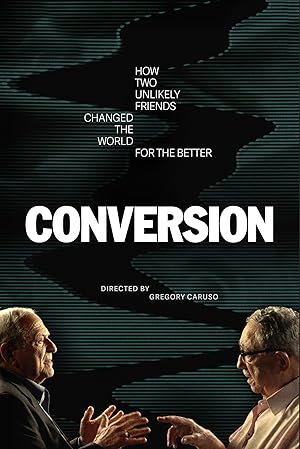 HOW
TWO
UNLIKELY
FRIENDS
CHANGED
THE
WORLD
FOR THE BETTER
CONVERSION
DIRECTED BY
GREGORY CARUSO